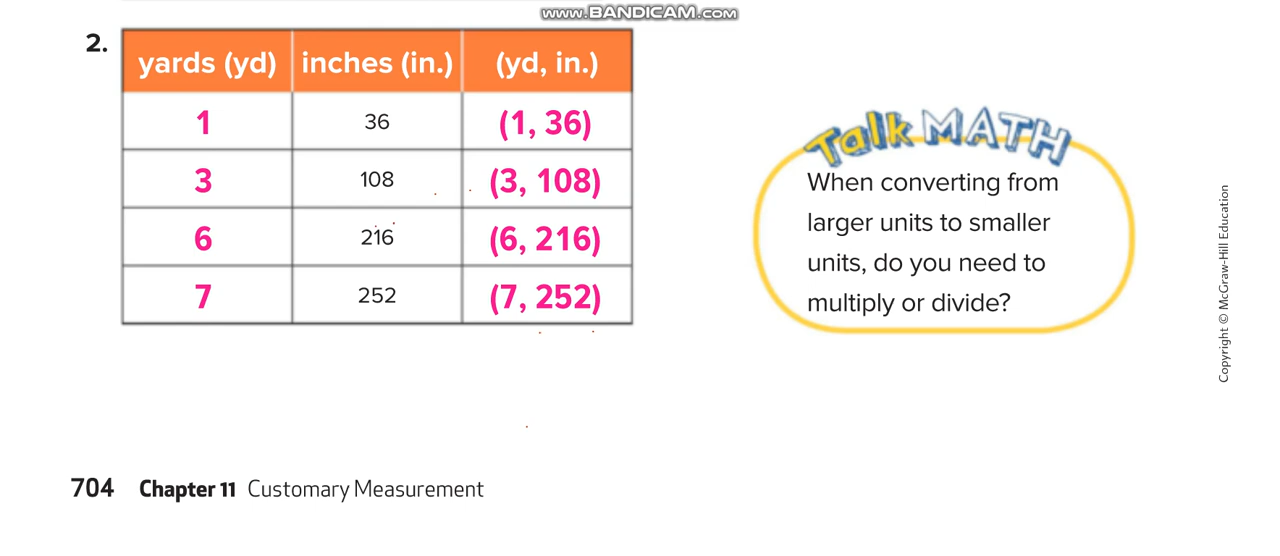 www.BANDICAM.com
2.
yards (yd) inches (in.) (yd, in.)
1 36 (1, 36)
3 108 (3, 108)
6 216 (6, 216)
7 252 (7, 252)
Talk MATH
When converting from
larger units to smaller
units, do you need to
multiply or divide?
Copyright © McGraw-Hill Education
704 Chapter 11 Customary Measurement